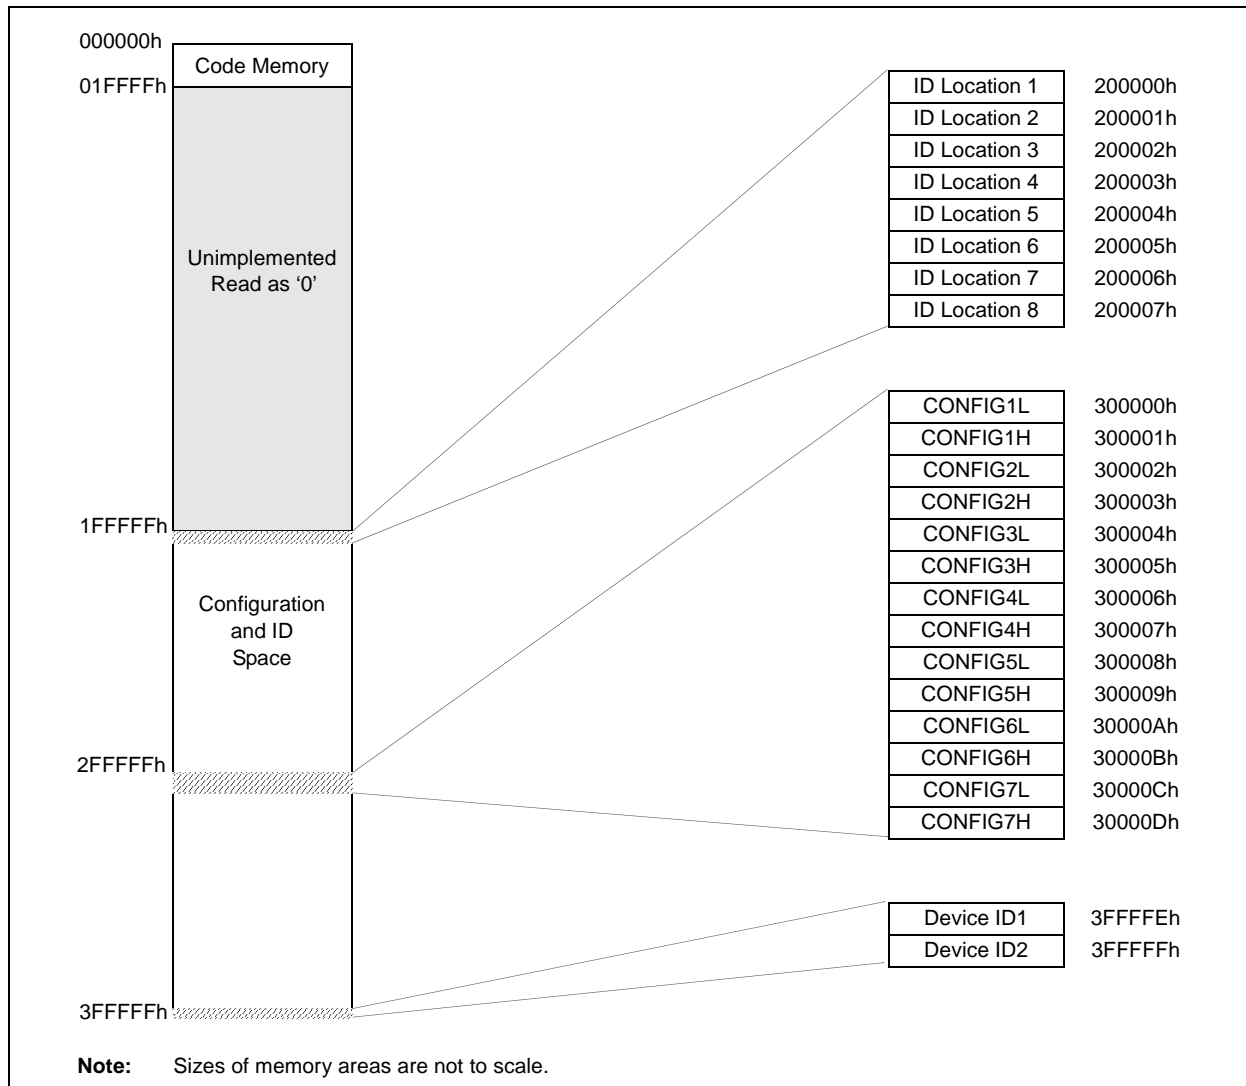 000000h
Code Memory
01FFFFh
Unimplemented
Read as ‘0’
1FFFFFh
Configuration
and ID
Space
2FFFFFh
3FFFFFh
ID Location 1 200000h
ID Location 2 200001h
ID Location 3 200002h
ID Location 4 200003h
ID Location 5 200004h
ID Location 6 200005h
ID Location 7 200006h
ID Location 8 200007h
CONFIG1L 300000h
CONFIG1H 300001h
CONFIG2L 300002h
CONFIG2H 300003h
CONFIG3L 300004h
CONFIG3H 300005h
CONFIG4L 300006h
CONFIG4H 300007h
CONFIG5L 300008h
CONFIG5H 300009h
CONFIG6L 30000Ah
CONFIG6H 30000Bh
CONFIG7L 30000Ch
CONFIG7H 30000Dh
Device ID1 3FFFFEh
Device ID2 3FFFFFh
Note: Sizes of memory areas are not to scale.